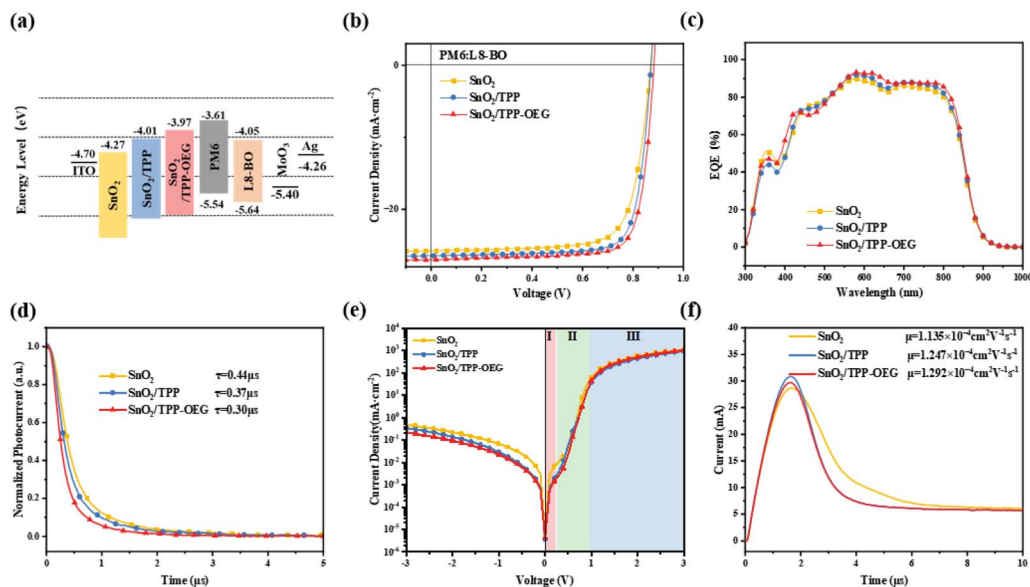 (a)
Energy Level (eV)
-4.70
ITO
-4.27
SnO₂
-4.01
SnO₂/TPP
-3.97
SnO₂
/TPP-OEG
-3.61
PM6
-5.54
-4.05
L8-BO
-5.64
MoO₃
-5.40
Ag
-4.26
(b)
PM6:L8-BO
SnO₂
SnO₂/TPP
SnO₂/TPP-OEG
Current Density (mA·cm⁻²)
0
-20
0.0 0.2 0.4 0.6 0.8 1.0
Voltage (V)
(c)
EQE (%)
100
80
60
40
20
0
SnO₂
SnO₂/TPP
SnO₂/TPP-OEG
300 400 500 600 700 800 900 1000
Wavelength (nm)
(d)
Normalized Photocurrent (a.u.)
1.0
0.8
0.6
0.4
0.2
0.0
SnO₂ τ=0.44μs
SnO₂/TPP τ=0.37μs
SnO₂/TPP-OEG τ=0.30μs
0 1 2 3 4 5
Time (μs)
(e)
Current Density(mA·cm⁻²)
10⁴
10³
10²
10¹
10⁰
10⁻¹
10⁻²
10⁻³
10⁻⁴
10⁻⁵
10⁻⁶
SnO₂
SnO₂/TPP
SnO₂/TPP-OEG
I II III
-3 -2 -1 0 1 2 3
Voltage (V)
(f)
Current (mA)
40
35
30
25
20
15
10
5
0
SnO₂ μ=1.135×10⁻⁴cm²V⁻¹s⁻¹
SnO₂/TPP μ=1.247×10⁻⁴cm²V⁻¹s⁻¹
SnO₂/TPP-OEG μ=1.292×10⁻⁴cm²V⁻¹s⁻¹
0 2 4 6 8 10
Time (μs)